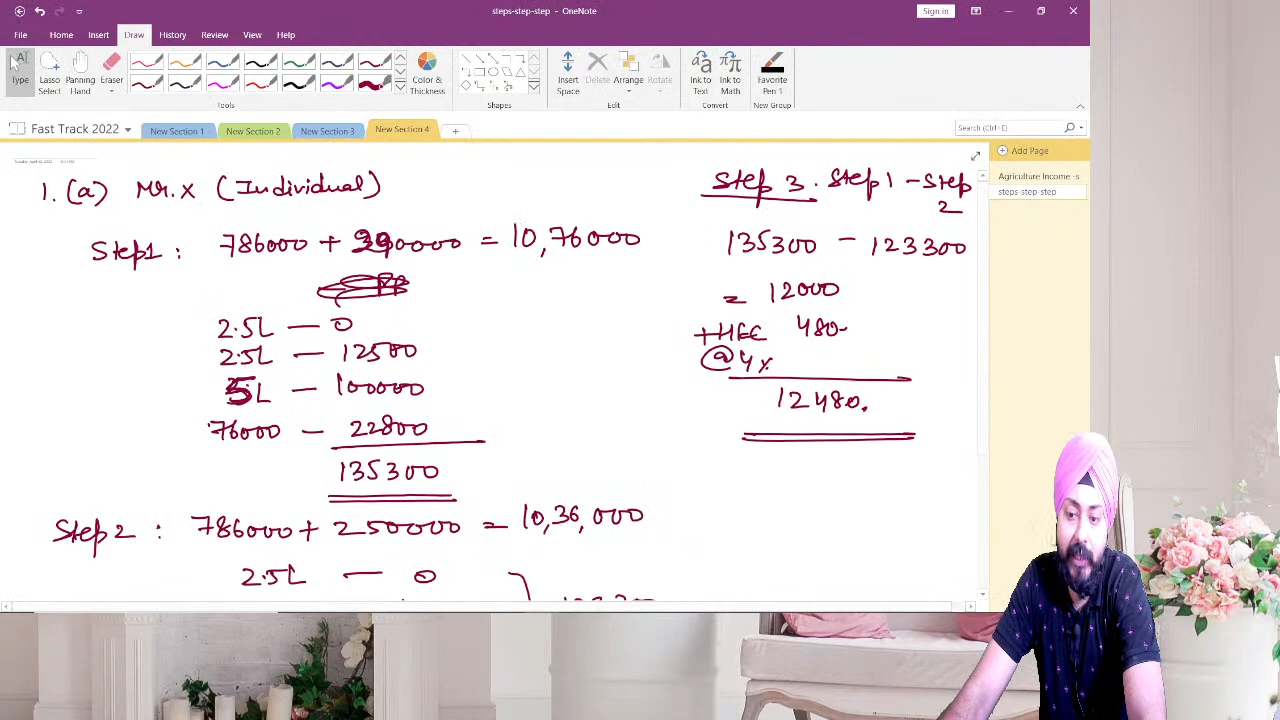 steps-step-step - OneNote
Sign in
File Home Insert Draw History Review View Help
Type
Lasso Select
Panning Hand
Eraser
Color & Thickness
Insert Space
Delete
Arrange
Rotate
Ink to Text
Ink to Math
Favorite Pen 1
Tools
Shapes
Edit
Convert
New Group
Fast Track 2022
New Section 1
New Section 2
New Section 3
New Section 4
Search (Ctrl+E)
Add Page
Agriculture Income -s
steps-step-step
1. (a) Mr. X (Individual)
Step1 : 786000 + 290000 = 10,76000
2.5L — 0
2.5L — 12500
5L — 100000
76000 — 22800
135300
Step 2 : 786000 + 250000 = 10,36,000
2.5L — 0
Step 3. Step 1 - Step 2
135300 - 123300
= 12000
+HEC 480-
@4%
12480.